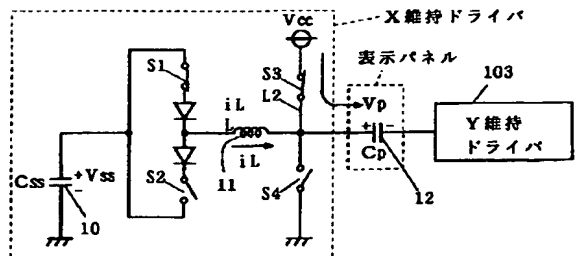 Vcc
X維持ドライバ
表示パネル
S1
S3
103
iL
L2
Vp
L
+ -
Y維持
ドライバ
iL
Cp
Css
+Vss
-
S2
11
S4
12
10